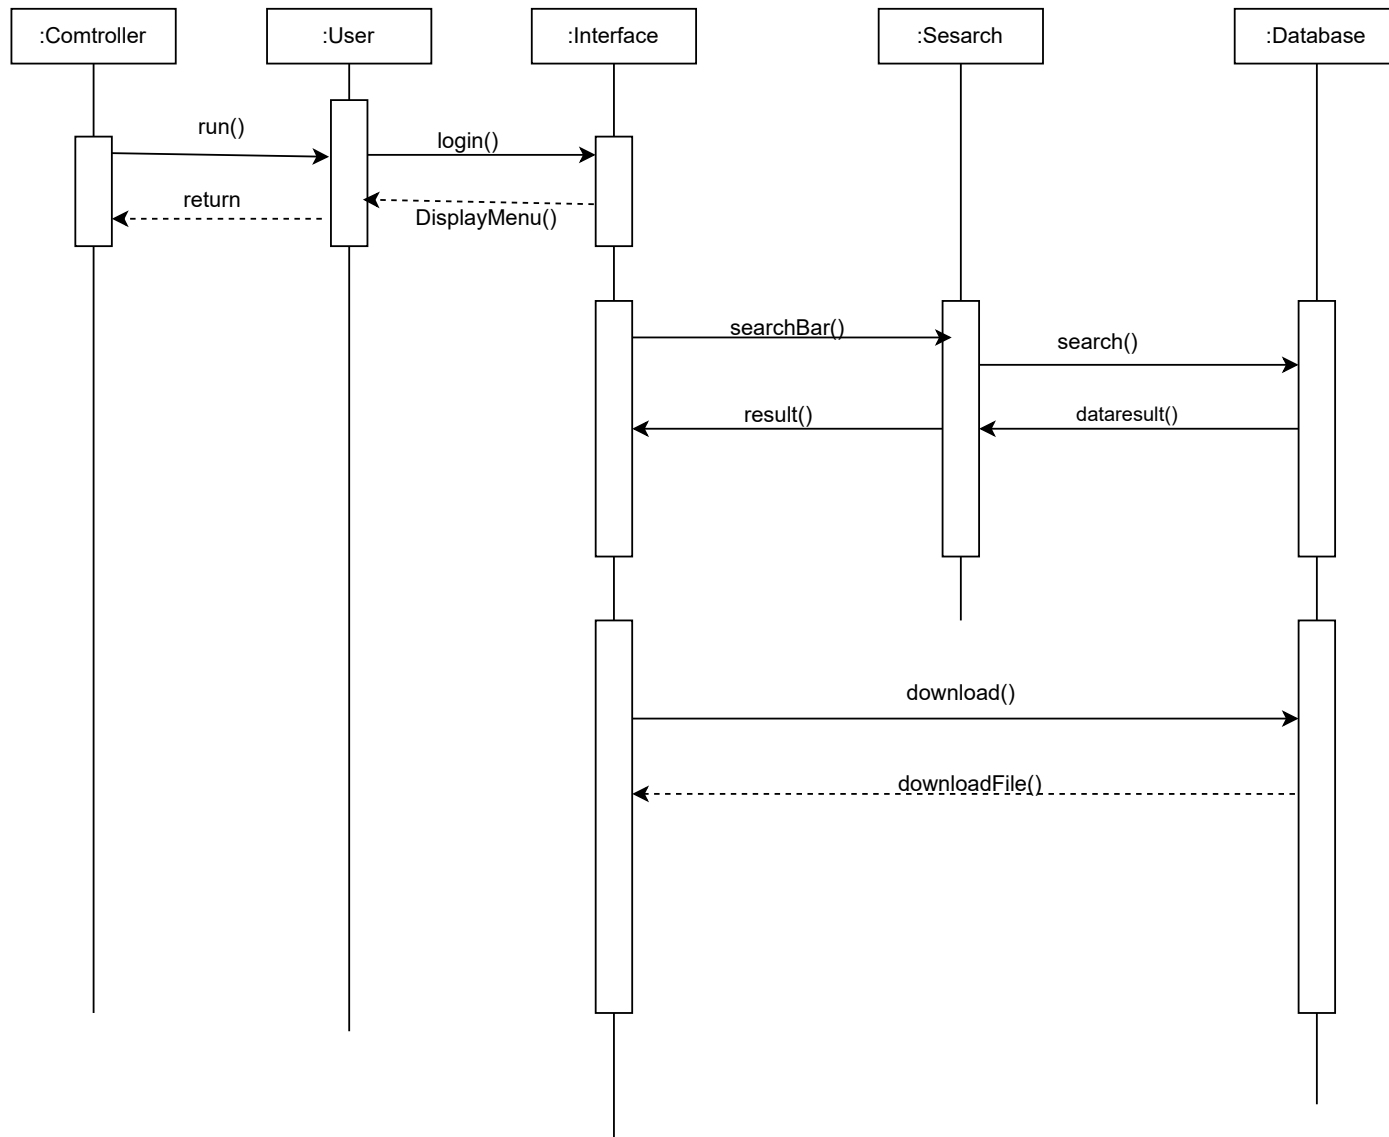 :Comtroller
:User
:Interface
:Sesarch
:Database
run()
login()
return
DisplayMenu()
searchBar()
search()
result()
dataresult()
download()
downloadFile()